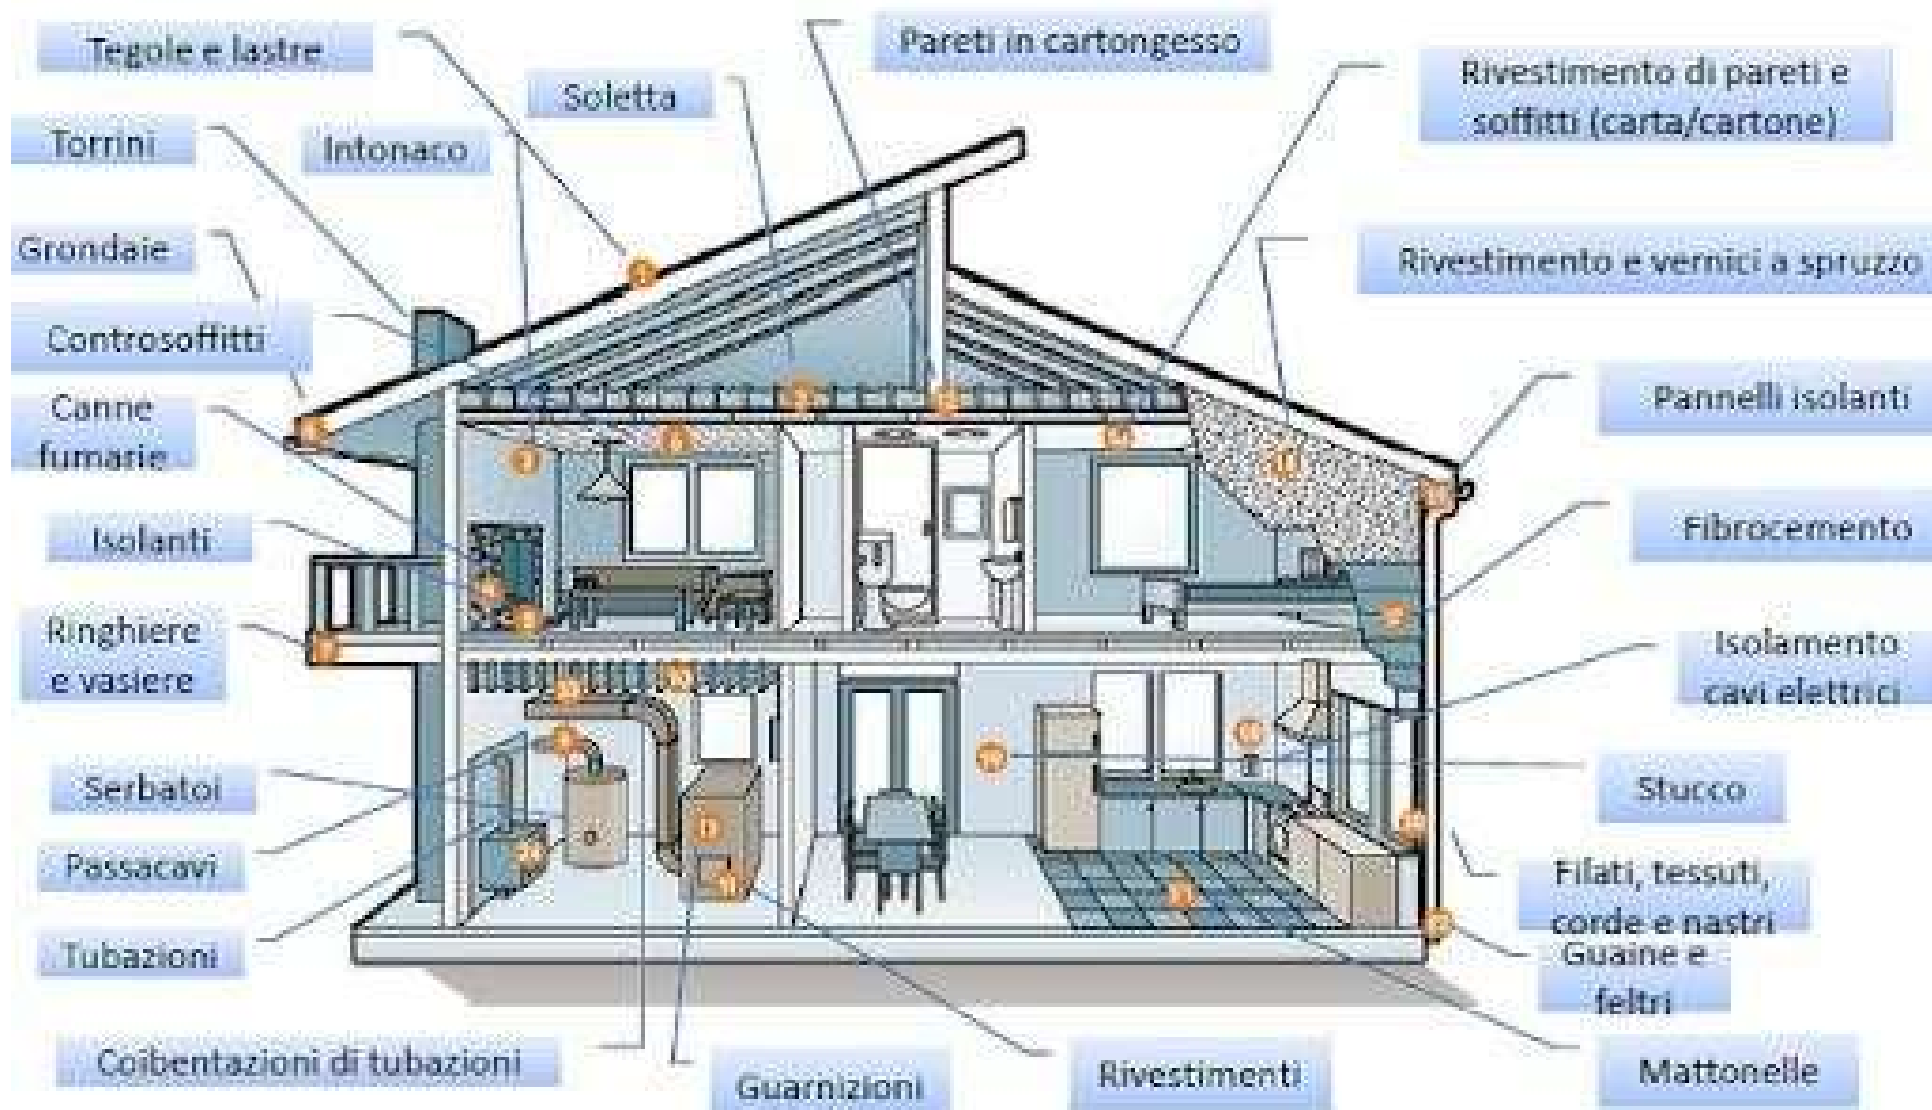 Tegole e lastre
Pareti in cartongesso
Soletta
Rivestimento di pareti e
soffitti (carta/cartone)
Torrini
Intonaco
Grondaie
Rivestimento e vernici a spruzzo
Controsoffitti
Pannelli isolanti
Canne
fumarie
Isolanti
Fibrocemento
Ringhiere
e vasiere
Isolamento
cavi elettrici
Serbatoi
Stucco
Passacavi
Filati, tessuti,
corde e nastri
Tubazioni
Guaine e
feltri
Coibentazioni di tubazioni
Guarnizioni
Rivestimenti
Mattonelle